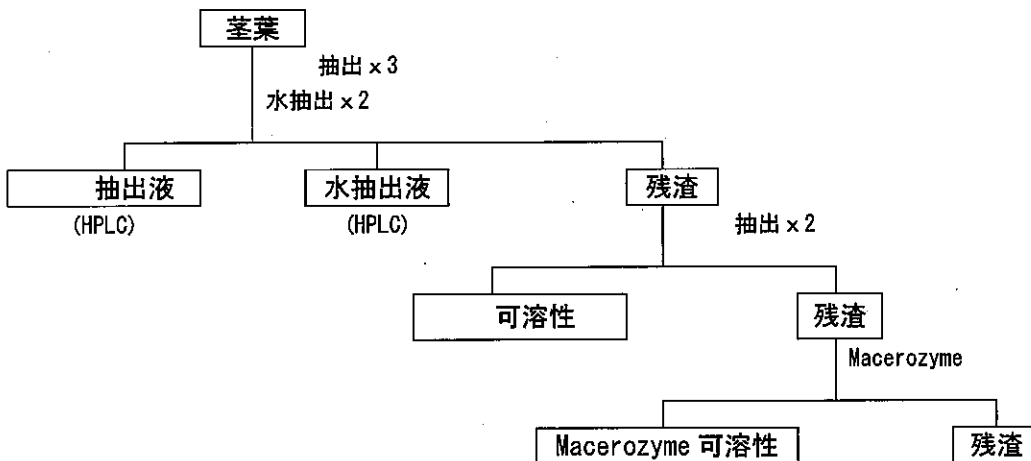 茎葉
抽出×3
水抽出×2
抽出液
水抽出液
残渣
(HPLC)
(HPLC)
抽出×2
可溶性
残渣
Macerozyme
Macerozyme 可溶性
残渣